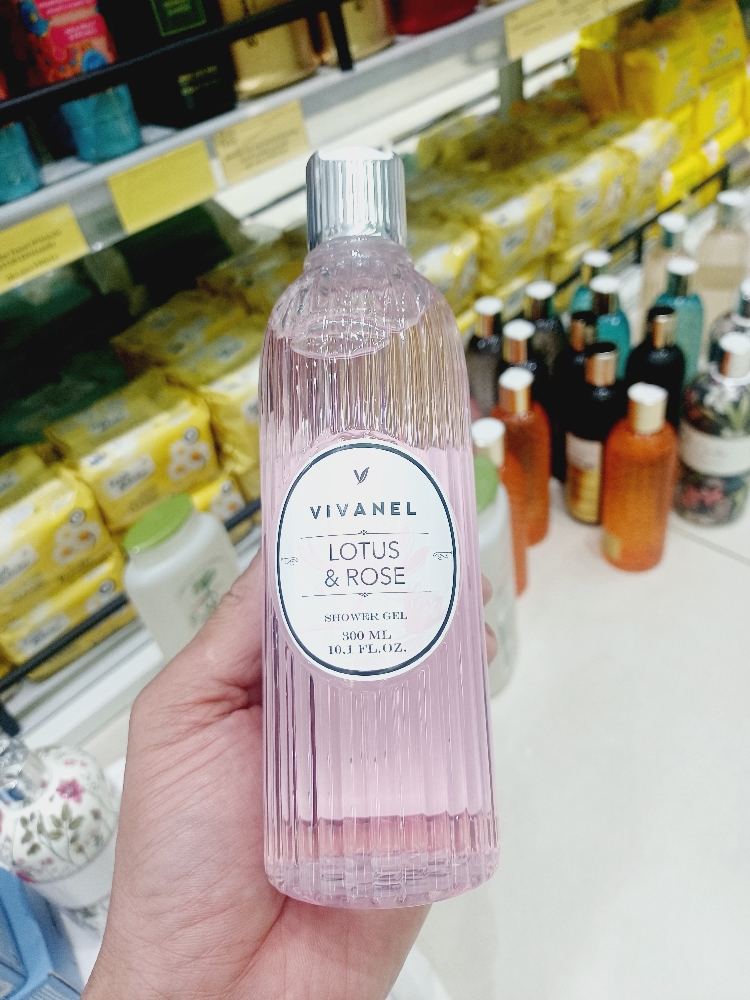 VIVANEL
LOTUS
& ROSE
SHOWER GEL
300 ML
10.1 FL.OZ.